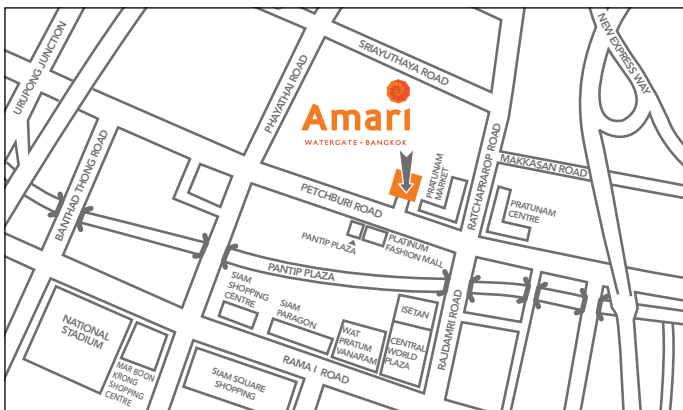 URUPONG JUNCTION
BANTHAD THONG ROAD
PHAYATHAI ROAD
SRIAYUTHAYA ROAD
NEW EXPRESS WAY
Amari
WATERGATE • BANGKOK
RATCHAPRAROP ROAD
MAKKASAN ROAD
PETCHBURI ROAD
PRATUNAM
MARKET
PRATUNAM
CENTRE
PANTIP PLAZA
PLATINUM
FASHION MALL
PANTIP PLAZA
SIAM
SHOPPING
CENTRE
SIAM
PARAGON
WAT
PRATUM
VANARAM
ISETAN
CENTRAL
WORLD
PLAZA
RAJDAMRI ROAD
NATIONAL
STADIUM
MAR BOON
KRONG
SHOPPING
CENTRE
SIAM SQUARE
SHOPPING
RAMA I ROAD